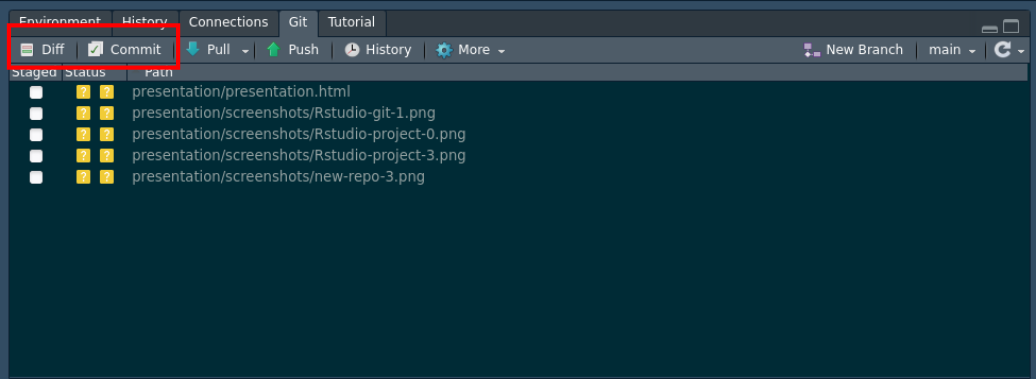 Environment History Connections Git Tutorial
Diff Commit Pull Push History More New Branch main
Staged Status Path
? ? presentation/presentation.html
? ? presentation/screenshots/Rstudio-git-1.png
? ? presentation/screenshots/Rstudio-project-0.png
? ? presentation/screenshots/Rstudio-project-3.png
? ? presentation/screenshots/new-repo-3.png